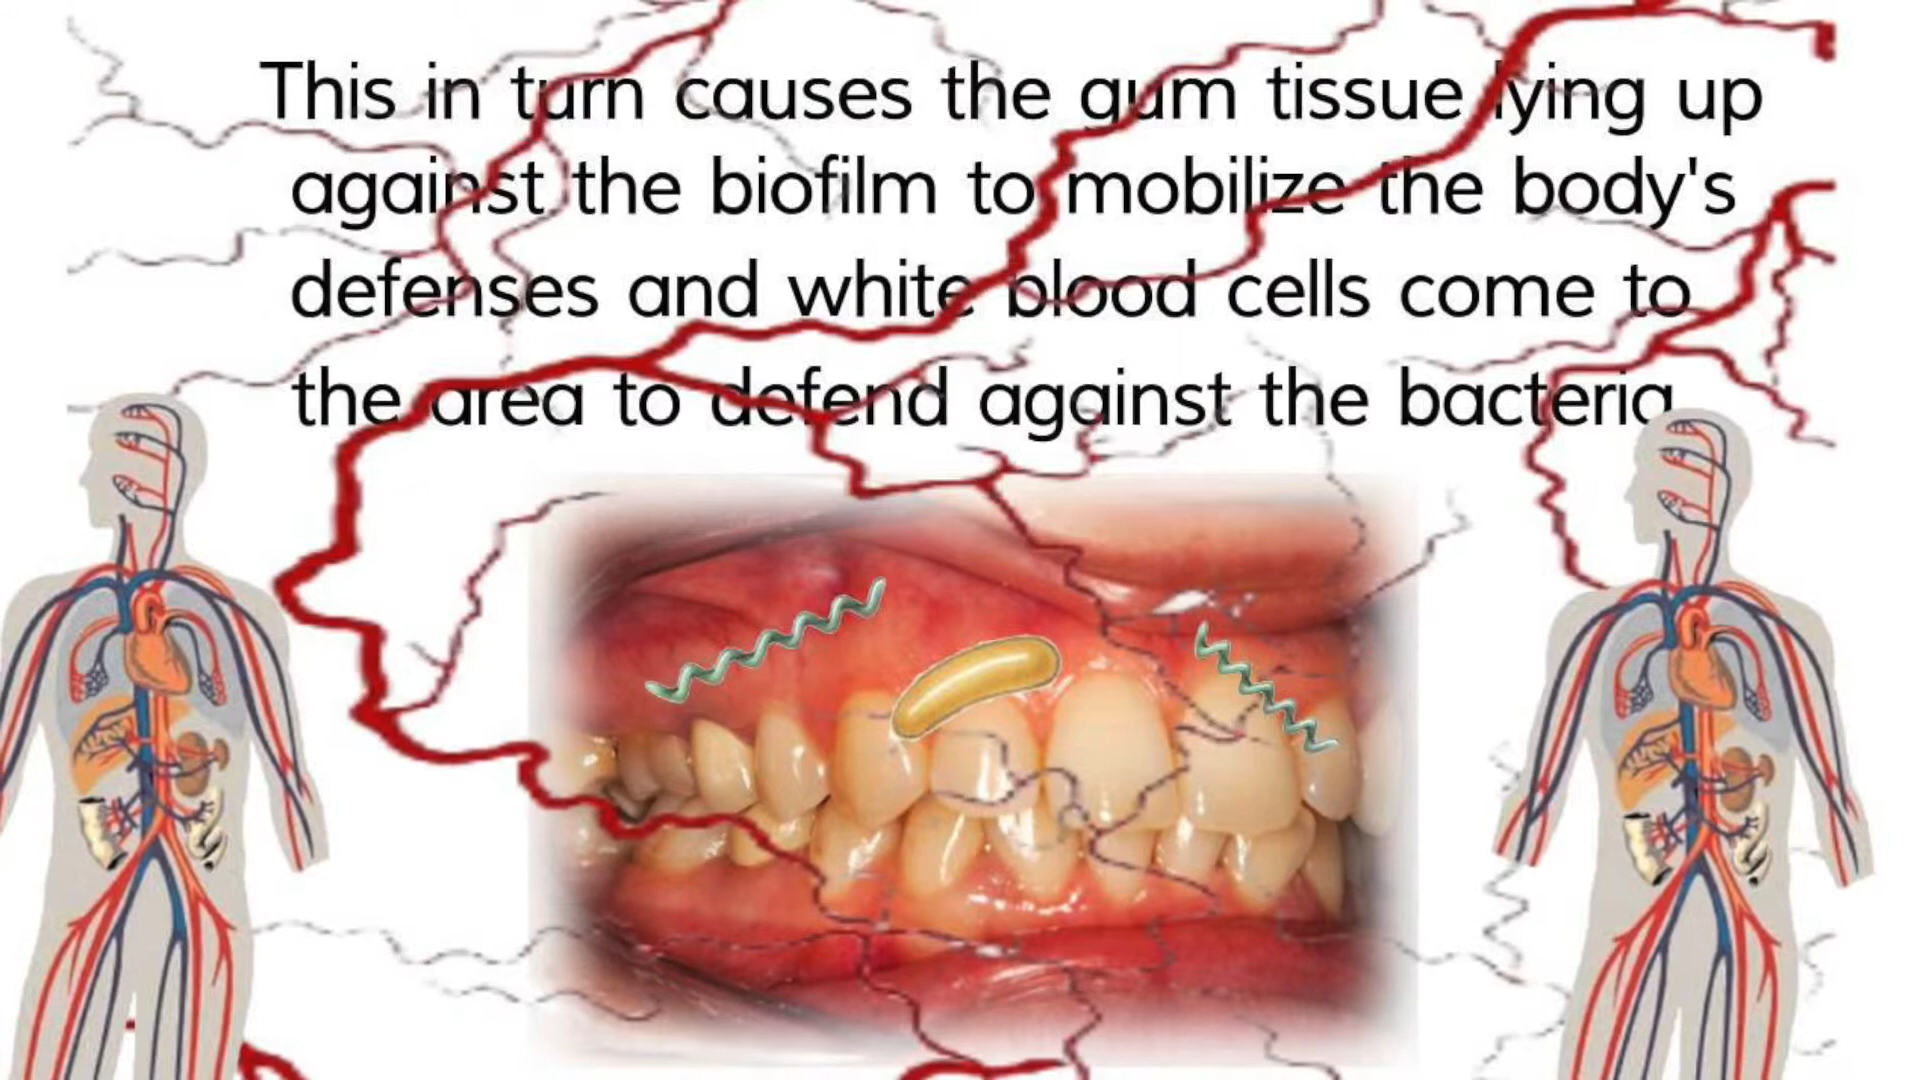 This in turn causes the gum tissue lying up
against the biofilm to mobilize the body's
defenses and white blood cells come to
the area to defend against the bacteria